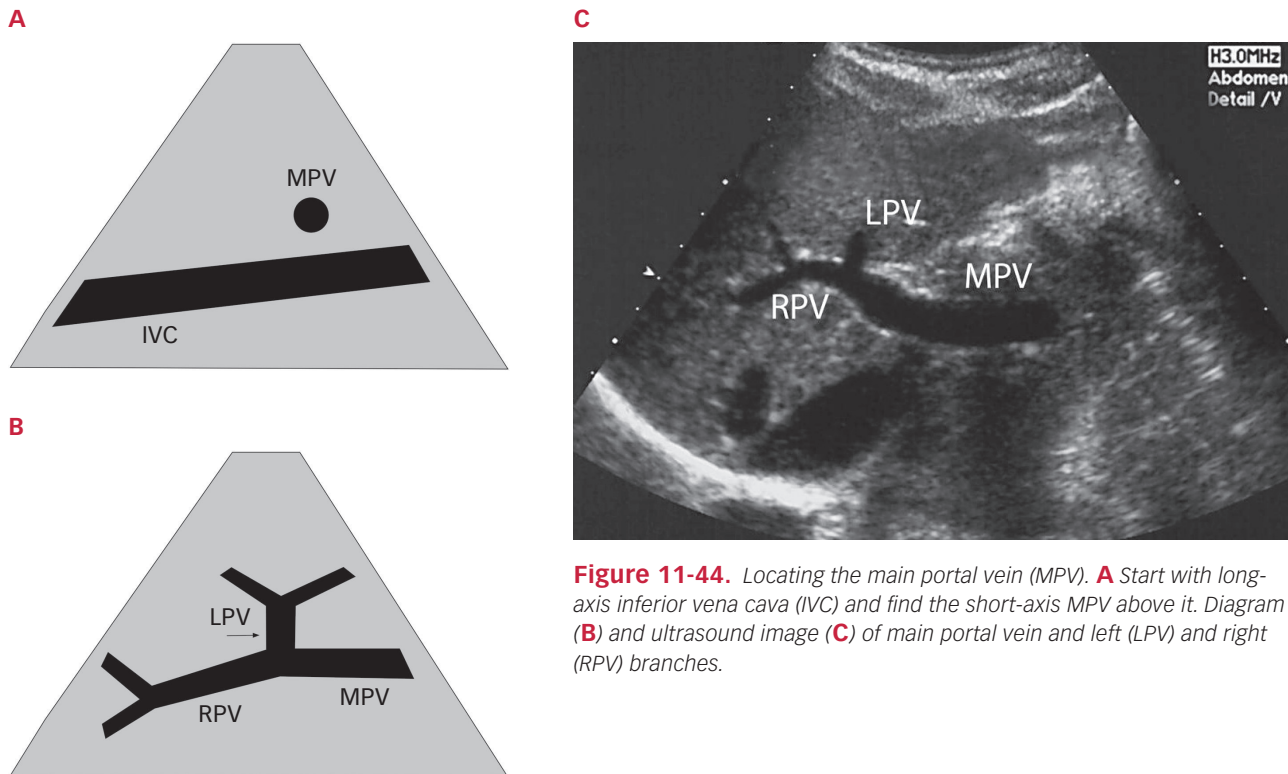 A
MPV
IVC
B
LPV
RPV
MPV
C
H3.0MHz
Abdomen
Detail /V
LPV
MPV
RPV
Figure 11-44. Locating the main portal vein (MPV). A Start with long-
axis inferior vena cava (IVC) and find the short-axis MPV above it. Diagram
(B) and ultrasound image (C) of main portal vein and left (LPV) and right
(RPV) branches.